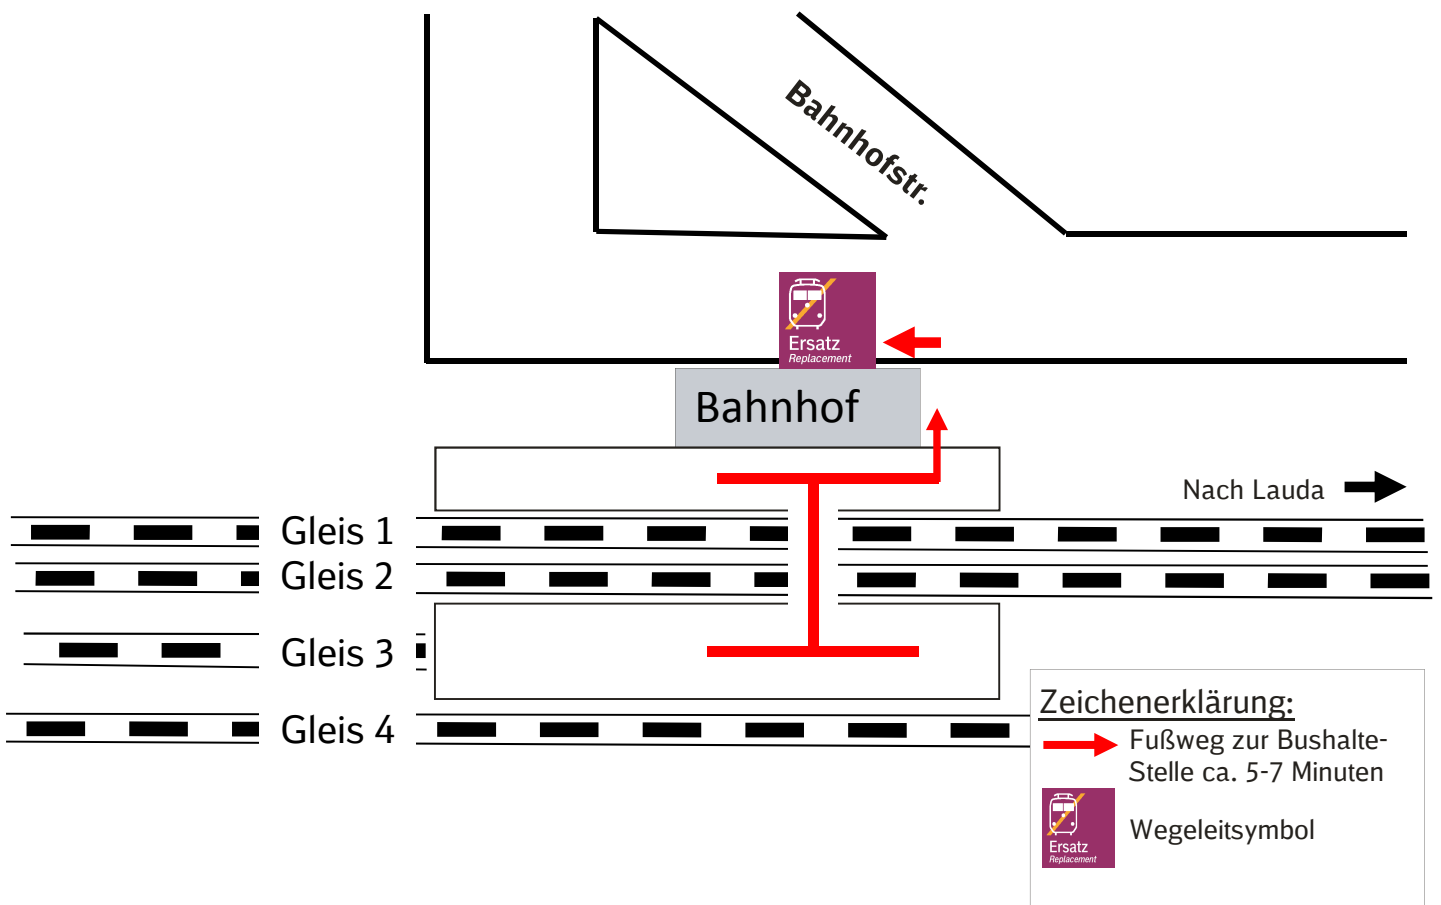 Bahnhofstr.
Ersatz
Replacement
Bahnhof
Nach Lauda
Gleis 1
Gleis 2
Gleis 3
Gleis 4
Zeichenerklärung:
Fußweg zur Bushalte-
Stelle ca. 5-7 Minuten
Ersatz
Replacement
Wegeleitsymbol